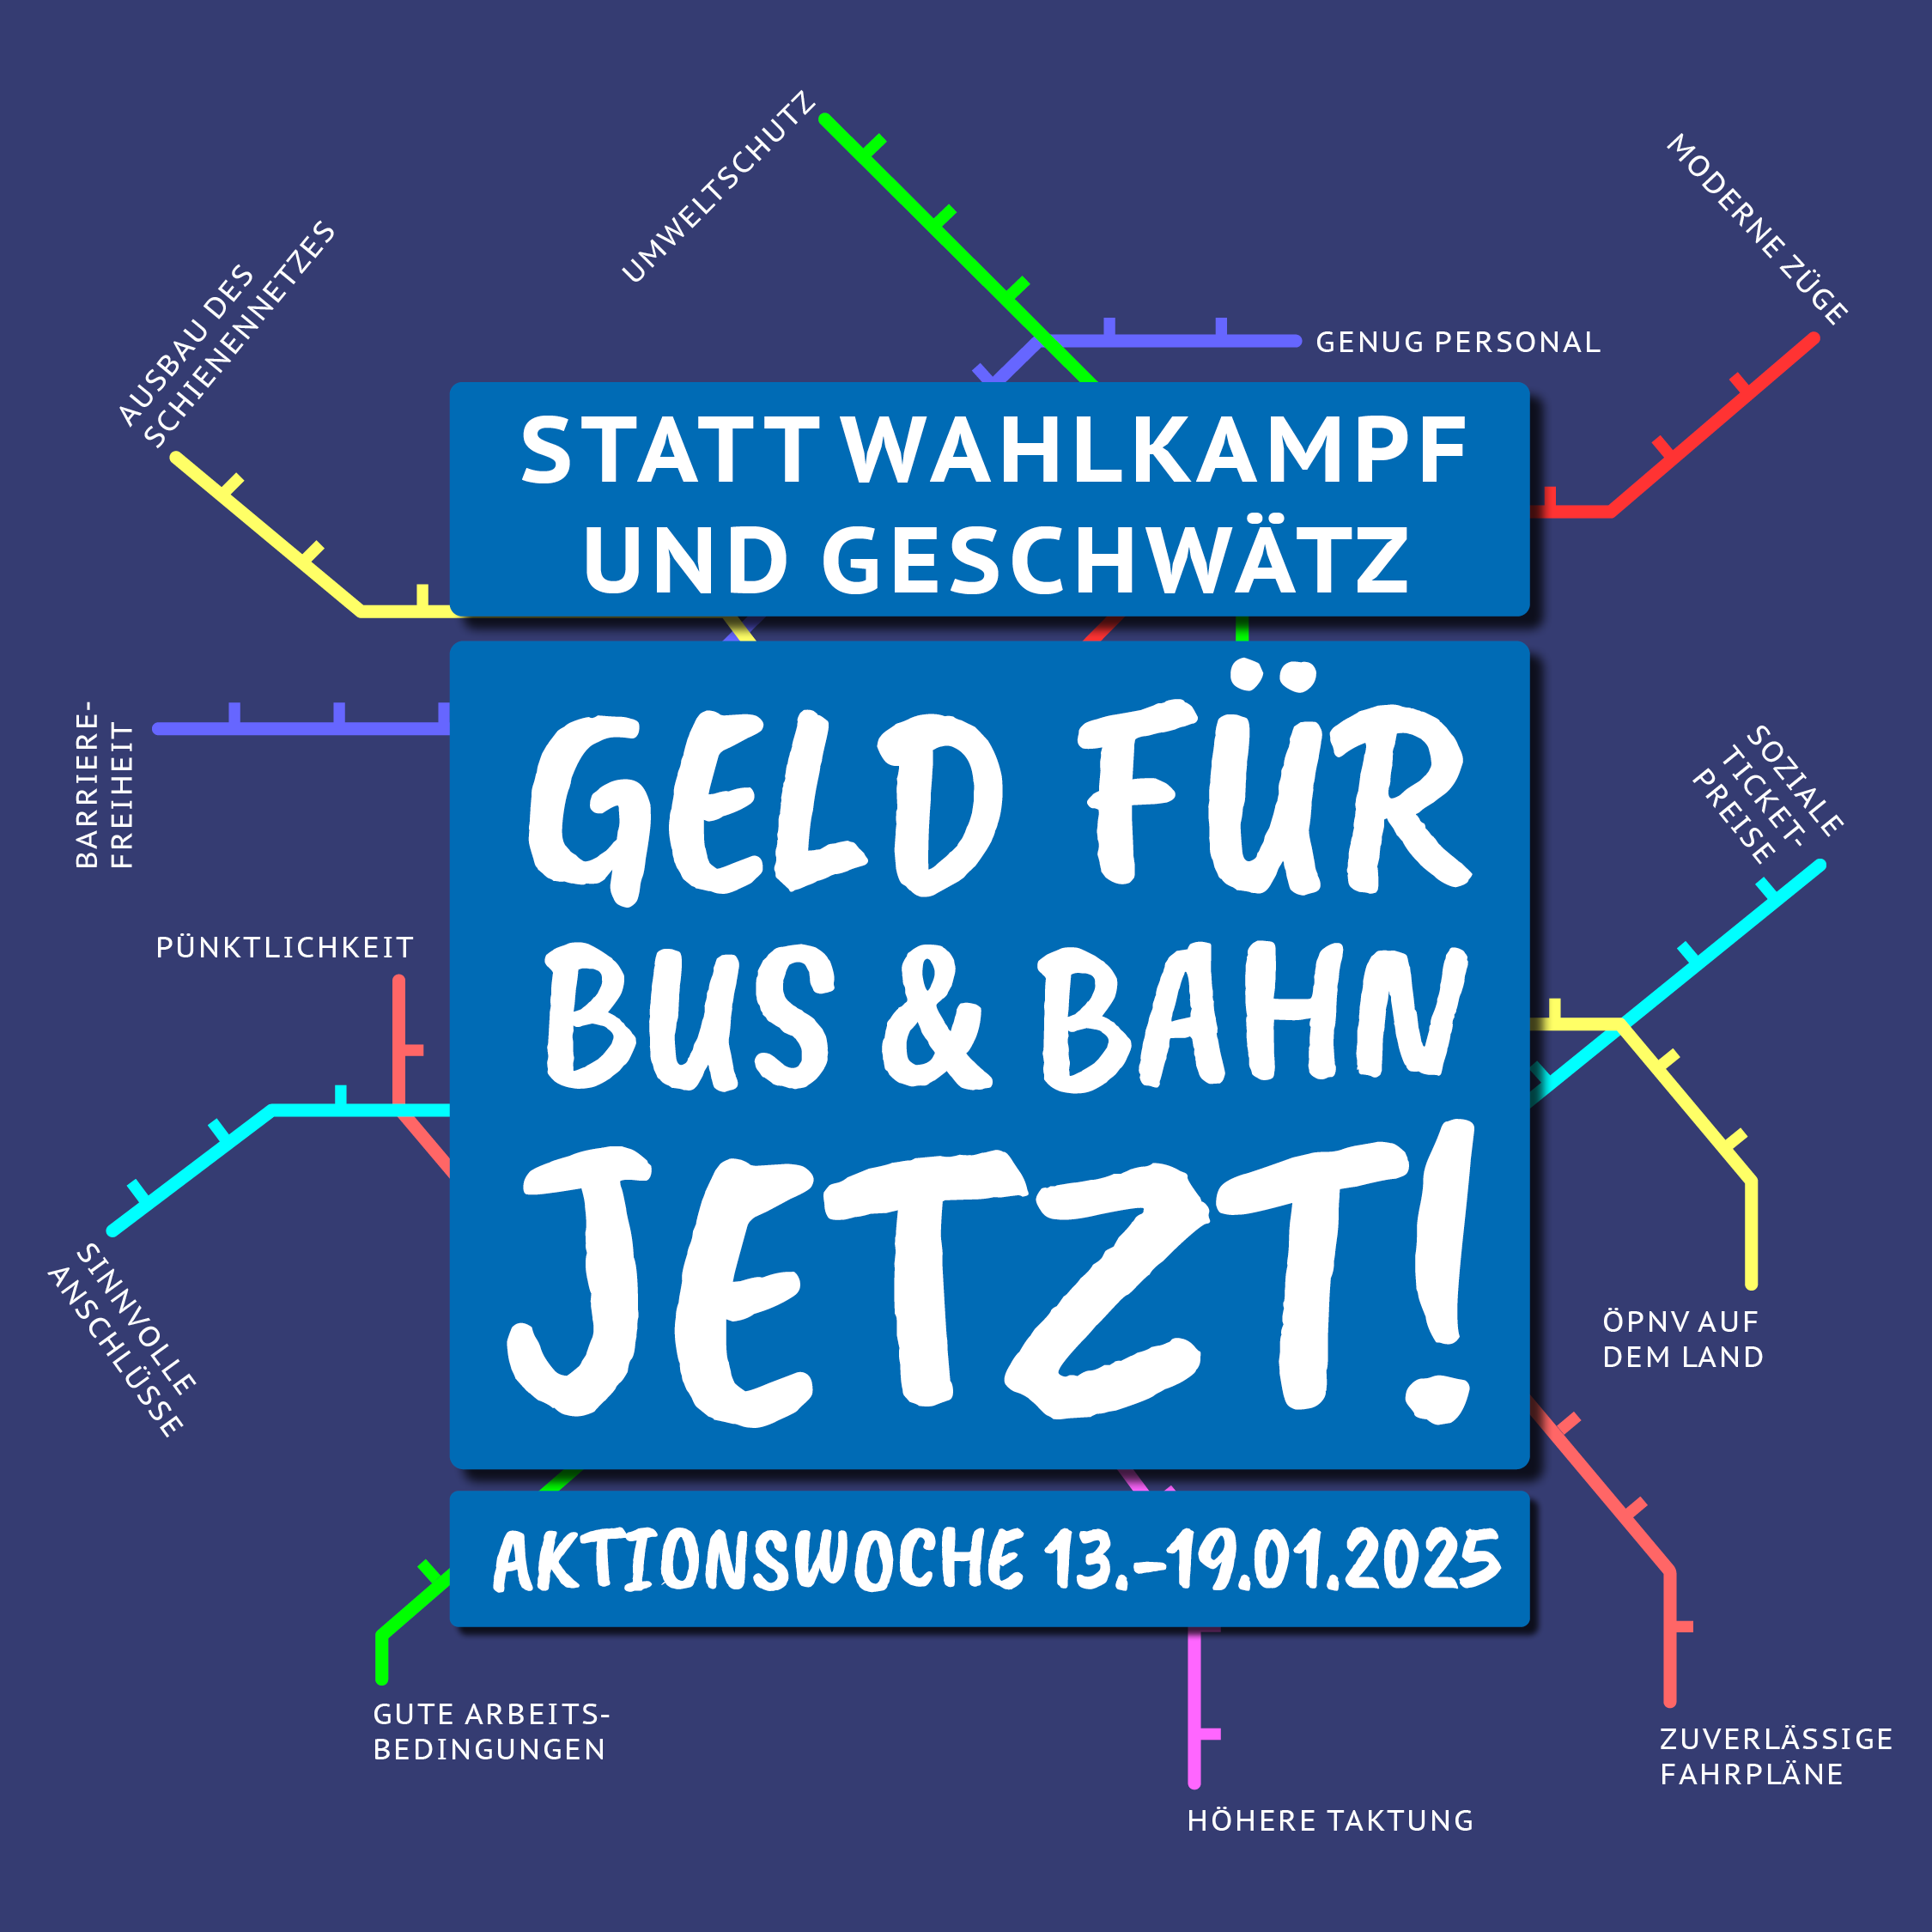 UMWELTSCHUTZ
MODERNE ZÜGE
AUSBAU DES
SCHIENENNETZES
GENUG PERSONAL
STATT WAHLKAMPF
UND GESCHWÄTZ
GELD FÜR
BUS & BAHN
JETZT!
AKTIONSWOCHE 13.–19.01.2025
BARRIERE-
FREIHEIT
SOZIALE
TICKET-
PREISE
PÜNKTLICHKEIT
SINNVOLLE
ANSCHLÜSSE
ÖPNV AUF
DEM LAND
GUTE ARBEITS-
BEDINGUNGEN
ZUVERLÄSSIGE
FAHRPLÄNE
HÖHERE TAKTUNG